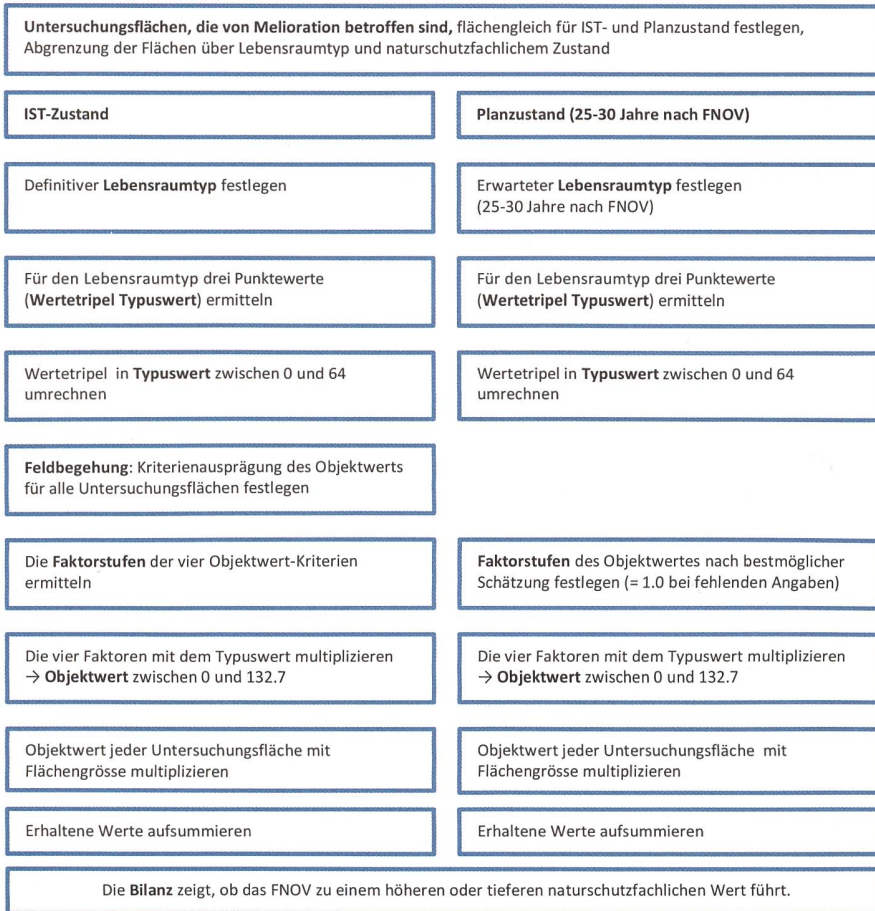 Untersuchungsflächen, die von Melioration betroffen sind, flächengleich für IST- und Planzustand festlegen,
Abgrenzung der Flächen über Lebensraumtyp und naturschutzfachlichem Zustand
IST-Zustand
Planzustand (25-30 Jahre nach FNOV)
Definitiver Lebensraumtyp festlegen
Erwarteter Lebensraumtyp festlegen
(25-30 Jahre nach FNOV)
Für den Lebensraumtyp drei Punktewerte
(Wertetripel Typuswert) ermitteln
Für den Lebensraumtyp drei Punktewerte
(Wertetripel Typuswert) ermitteln
Wertetripel in Typuswert zwischen 0 und 64
umrechnen
Wertetripel in Typuswert zwischen 0 und 64
umrechnen
Feldbegehung: Kriterienausprägung des Objektwerts
für alle Untersuchungsflächen festlegen
Die Faktorstufen der vier Objektwert-Kriterien
ermitteln
Faktorstufen des Objektwertes nach bestmöglicher
Schätzung festlegen (= 1.0 bei fehlenden Angaben)
Die vier Faktoren mit dem Typuswert multiplizieren
→ Objektwert zwischen 0 und 132.7
Die vier Faktoren mit dem Typuswert multiplizieren
→ Objektwert zwischen 0 und 132.7
Objektwert jeder Untersuchungsfläche mit
Flächengrösse multiplizieren
Objektwert jeder Untersuchungsfläche mit
Flächengrösse multiplizieren
Erhaltene Werte aufsummieren
Erhaltene Werte aufsummieren
Die Bilanz zeigt, ob das FNOV zu einem höheren oder tieferen naturschutzfachlichen Wert führt.